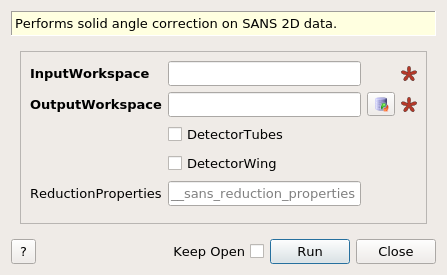 Performs solid angle correction on SANS 2D data.
InputWorkspace *
OutputWorkspace *
DetectorTubes
DetectorWing
ReductionProperties __sans_reduction_properties
? Keep Open Run Close